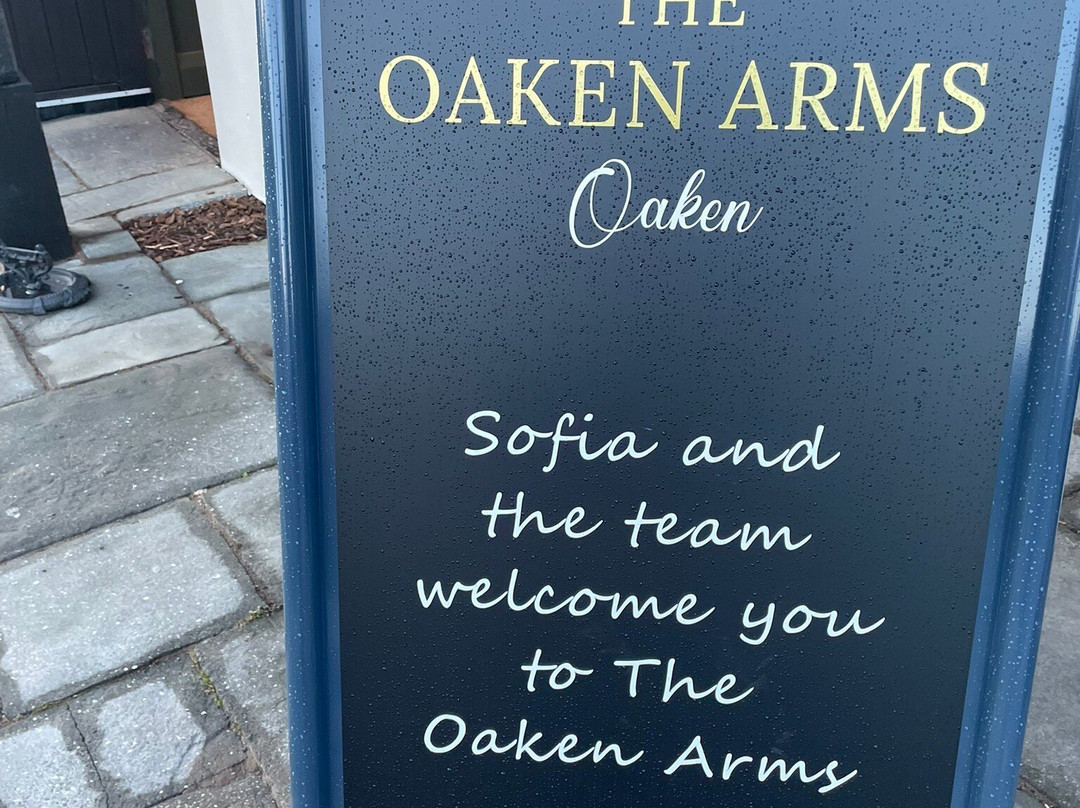 THE
OAKEN ARMS
Oaken
Sofia and
the team
welcome you
to The
Oaken Arms